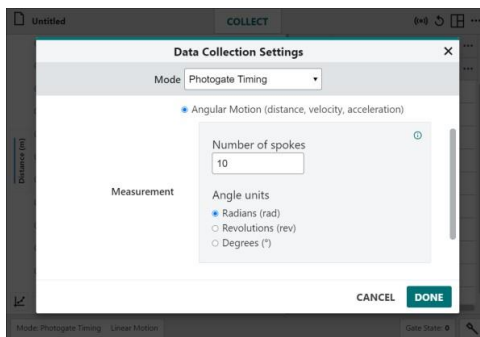 Untitled
COLLECT
Data Collection Settings
Mode Photogate Timing
Angular Motion (distance, velocity, acceleration)
Number of spokes
10
Measurement
Angle units
Radians (rad)
Revolutions (rev)
Degrees (°)
Distance (m)
CANCEL DONE
Mode: Photogate Timing Linear Motion Gate State: 0